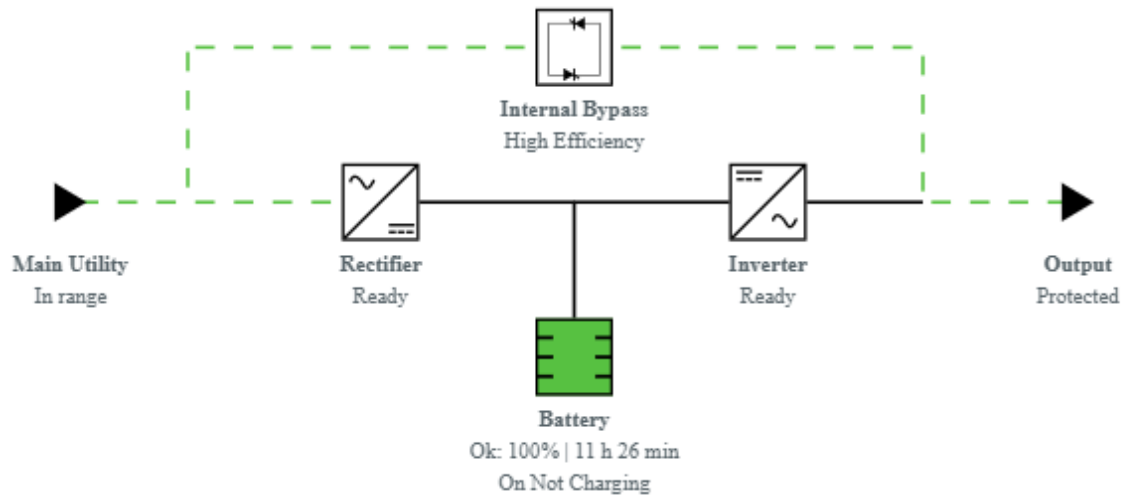 Internal Bypass
High Efficiency
Main Utility
In range
Rectifier
Ready
Inverter
Ready
Output
Protected
Battery
Ok: 100% | 11 h 26 min
On Not Charging